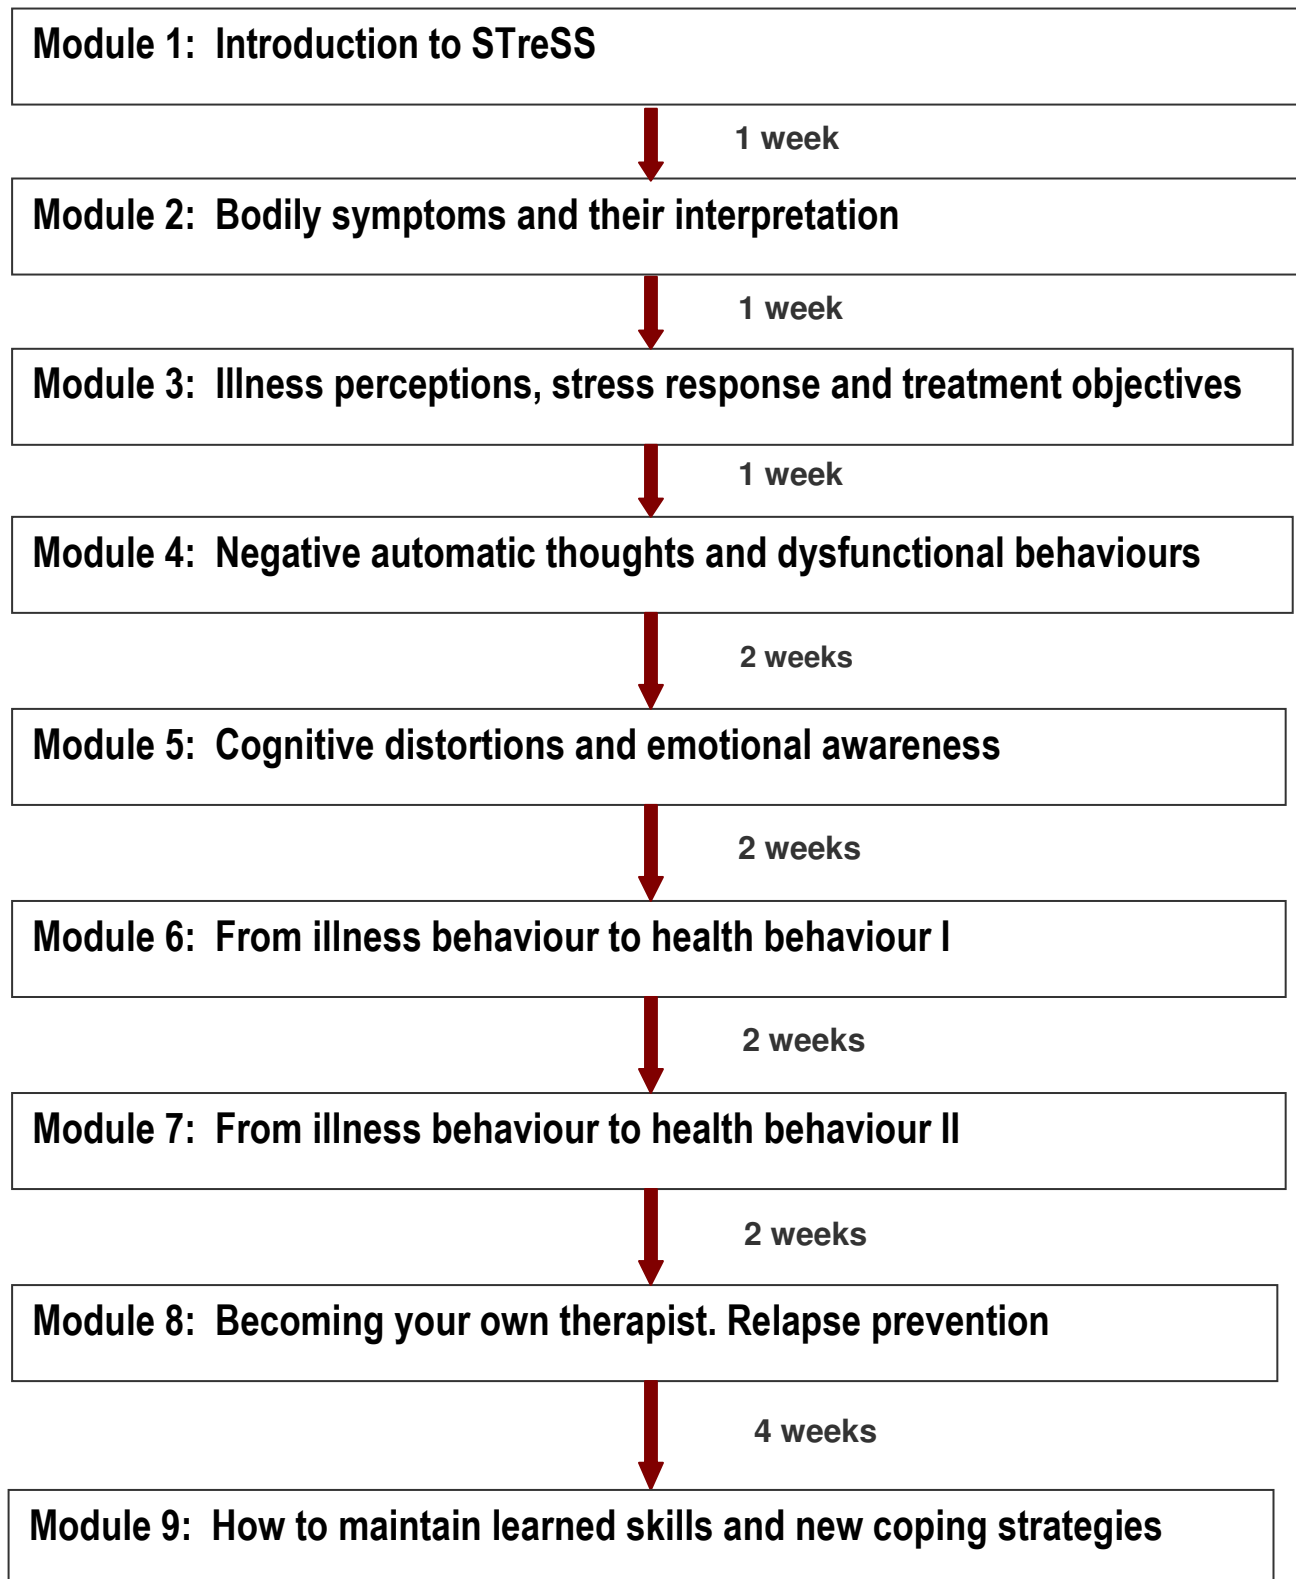 Module 1: Introduction to STreSS
1 week
Module 2: Bodily symptoms and their interpretation
1 week
Module 3: Illness perceptions, stress response and treatment objectives
1 week
Module 4: Negative automatic thoughts and dysfunctional behaviours
2 weeks
Module 5: Cognitive distortions and emotional awareness
2 weeks
Module 6: From illness behaviour to health behaviour I
2 weeks
Module 7: From illness behaviour to health behaviour II
2 weeks
Module 8: Becoming your own therapist. Relapse prevention
4 weeks
Module 9: How to maintain learned skills and new coping strategies